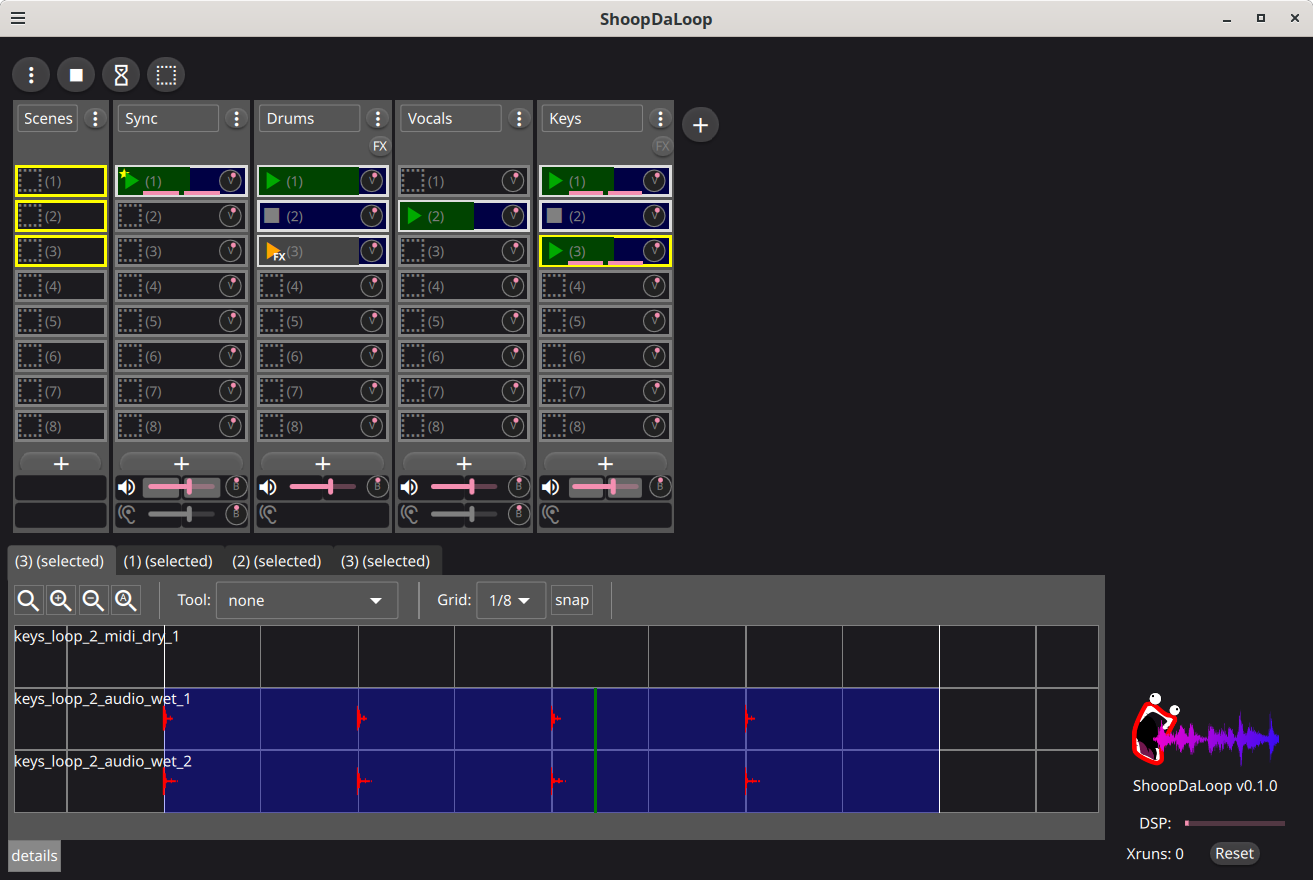 ShoopDaLoop
Scenes Sync Drums Vocals Keys
FX FX
(1) (1) V (1) V (1) V (1) V
(2) (2) V (2) V (2) V (2) V
(3) (3) V FX (3) V (3) V (3) V
(4) (4) V (4) V (4) V (4) V
(5) (5) V (5) V (5) V (5) V
(6) (6) V (6) V (6) V (6) V
(7) (7) V (7) V (7) V (7) V
(8) (8) V (8) V (8) V (8) V
+ + + + +
B B B B
B B
(3) (selected) (1) (selected) (2) (selected) (3) (selected)
A Tool: none Grid: 1/8 snap
keys_loop_2_midi_dry_1
keys_loop_2_audio_wet_1
keys_loop_2_audio_wet_2
ShoopDaLoop v0.1.0
DSP:
Xruns: 0 Reset
details